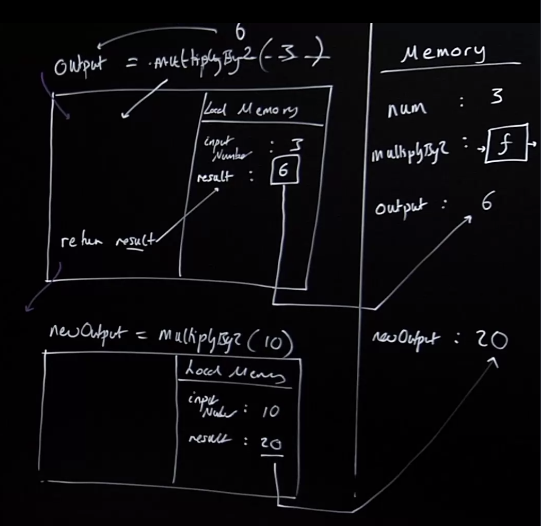 6
Output = multiplyBy2(-3-)
Local Memory
input Number : 3
result : 6
return result
newOutput = multiplyBy2(10)
Local Memory
input Number : 10
result : 20
Memory
num : 3
multiplyBy2 : f
output : 6
newOutput : 20